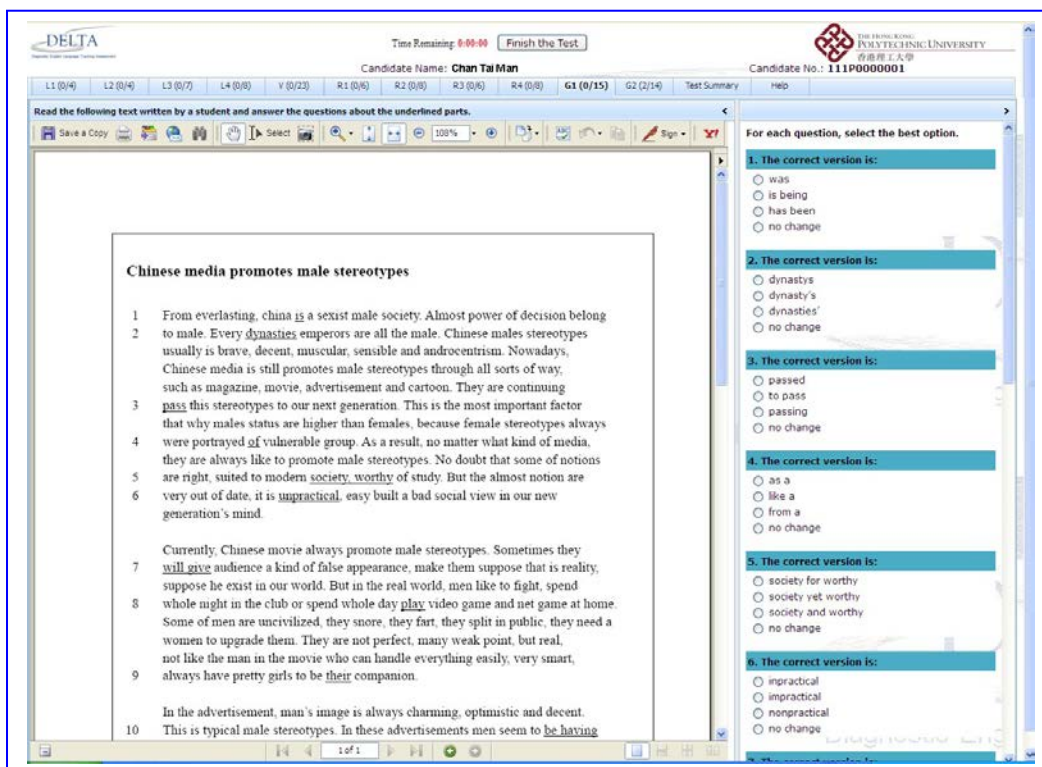 DELTA
Time Remaining: 0:00:00 Finish the Test
THE HONG KONG
POLYTECHNIC UNIVERSITY
香港理工大學
Candidate Name: Chan Tai Man Candidate No.: 111P0000001
L1 (0/4) L2 (0/4) L3 (0/7) L4 (0/8) V (0/23) R1 (0/6) R2 (0/8) R3 (0/6) R4 (0/8) G1 (0/15) G2 (2/14) Test Summary Help
Read the following text written by a student and answer the questions about the underlined parts.
Save a Copy Select 108% Sign
Chinese media promotes male stereotypes
1 From everlasting, china is a sexist male society. Almost power of decision belong
2 to male. Every dynasties emperors are all the male. Chinese males stereotypes
usually is brave, decent, muscular, sensible and androcentrism. Nowadays,
Chinese media is still promotes male stereotypes through all sorts of way,
such as magazine, movie, advertisement and cartoon. They are continuing
3 pass this stereotypes to our next generation. This is the most important factor
that why males status are higher than females, because female stereotypes always
4 were portrayed of vulnerable group. As a result, no matter what kind of media,
they are always like to promote male stereotypes. No doubt that some of notions
5 are right, suited to modern society, worthy of study. But the almost notion are
6 very out of date, it is unpractical, easy built a bad social view in our new
generation's mind.
Currently, Chinese movie always promote male stereotypes. Sometimes they
7 will give audience a kind of false appearance, make them suppose that is reality,
suppose he exist in our world. But in the real world, men like to fight, spend
8 whole night in the club or spend whole day play video game and net game at home.
Some of men are uncivilized, they snore, they fart, they split in public, they need a
women to upgrade them. They are not perfect, many weak point, but real,
not like the man in the movie who can handle everything easily, very smart,
9 always have pretty girls to be their companion.
In the advertisement, man's image is always charming, optimistic and decent.
10 This is typical male stereotypes. In these advertisements men seem to be having
1 of 1
For each question, select the best option.
1. The correct version is:
was
is being
has been
no change
2. The correct version is:
dynastys
dynasty's
dynasties'
no change
3. The correct version is:
passed
to pass
passing
no change
4. The correct version is:
as a
like a
from a
no change
5. The correct version is:
society for worthy
society yet worthy
society and worthy
no change
6. The correct version is:
inpractical
impractical
nonpractical
no change